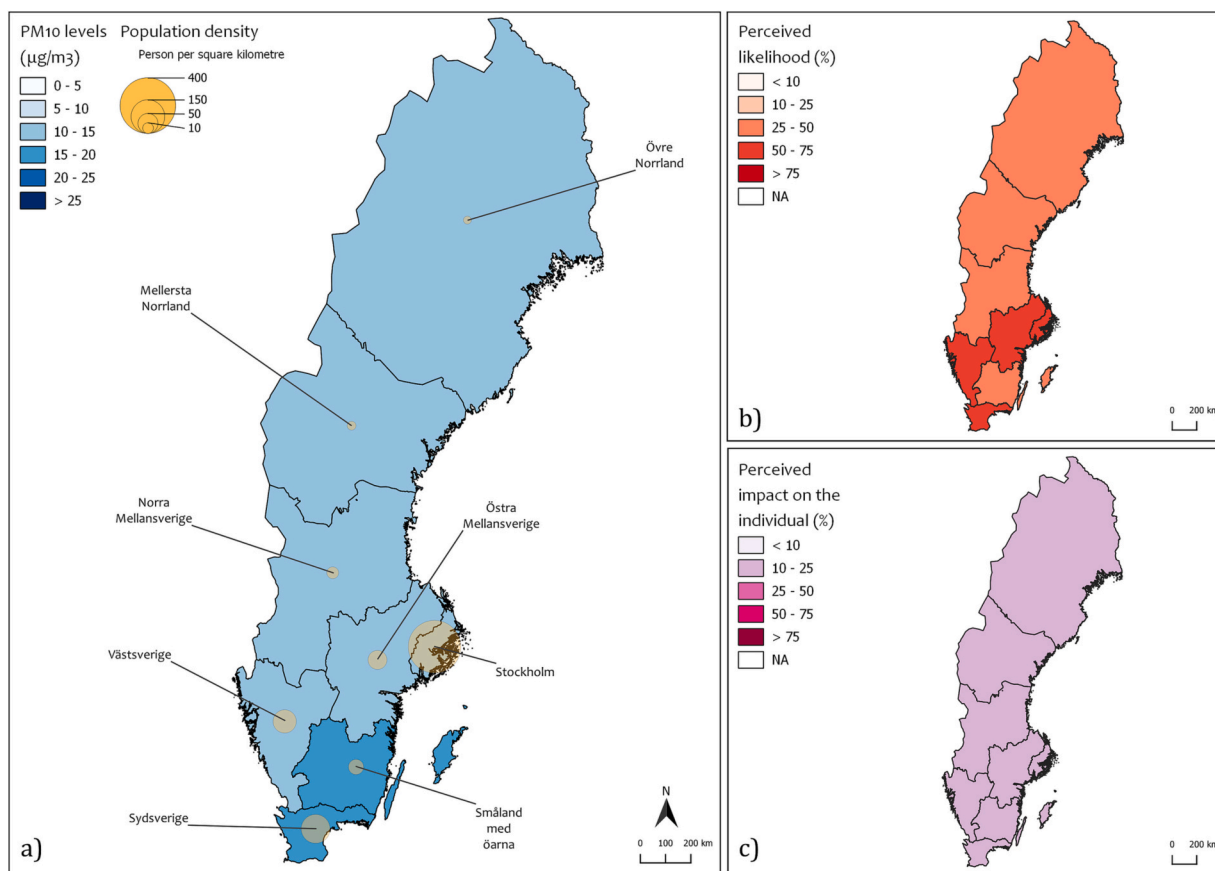 PM10 levels
(µg/m3)
0 - 5
5 - 10
10 - 15
15 - 20
20 - 25
> 25
Population density
Person per square kilometre
400
150
50
10
Övre
Norrland
Mellersta
Norrland
Norra
Mellansverige
Östra
Mellansverige
Västsverige
Stockholm
Sydsverige
Småland
med
öarna
N
0 100 200 km
a)
Perceived
likelihood (%)
< 10
10 - 25
25 - 50
50 - 75
> 75
NA
0 200 km
b)
Perceived
impact on the
individual (%)
< 10
10 - 25
25 - 50
50 - 75
> 75
NA
0 200 km
c)